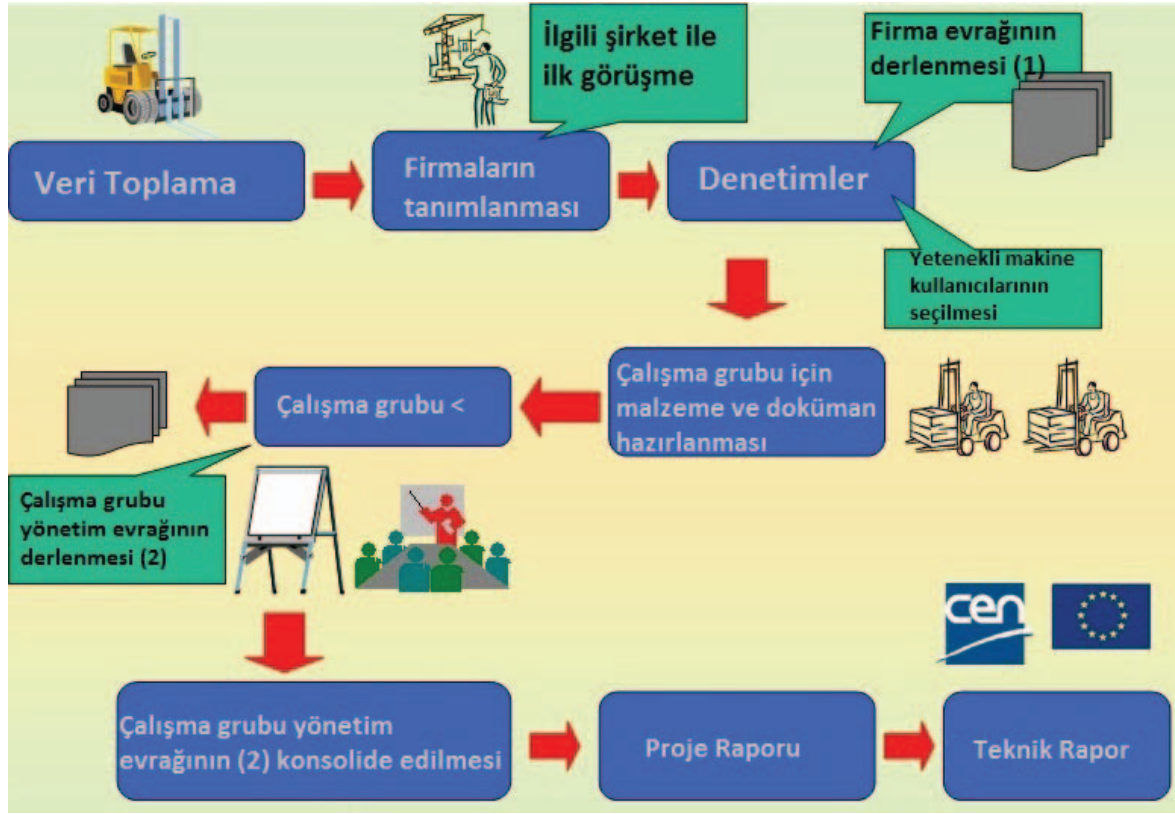 İlgili şirket ile
ilk görüşme
Firma evrağının
derlenmesi (1)
Veri Toplama
Firmaların
tanımlanması
Denetimler
Yetenekli makine
kullanıcılarının
seçilmesi
Çalışma grubu için
malzeme ve doküman
hazırlanması
Çalışma grubu <
Çalışma grubu
yönetim evrağının
derlenmesi (2)
cen
Çalışma grubu yönetim
evrağının (2) konsolide edilmesi
Proje Raporu
Teknik Rapor